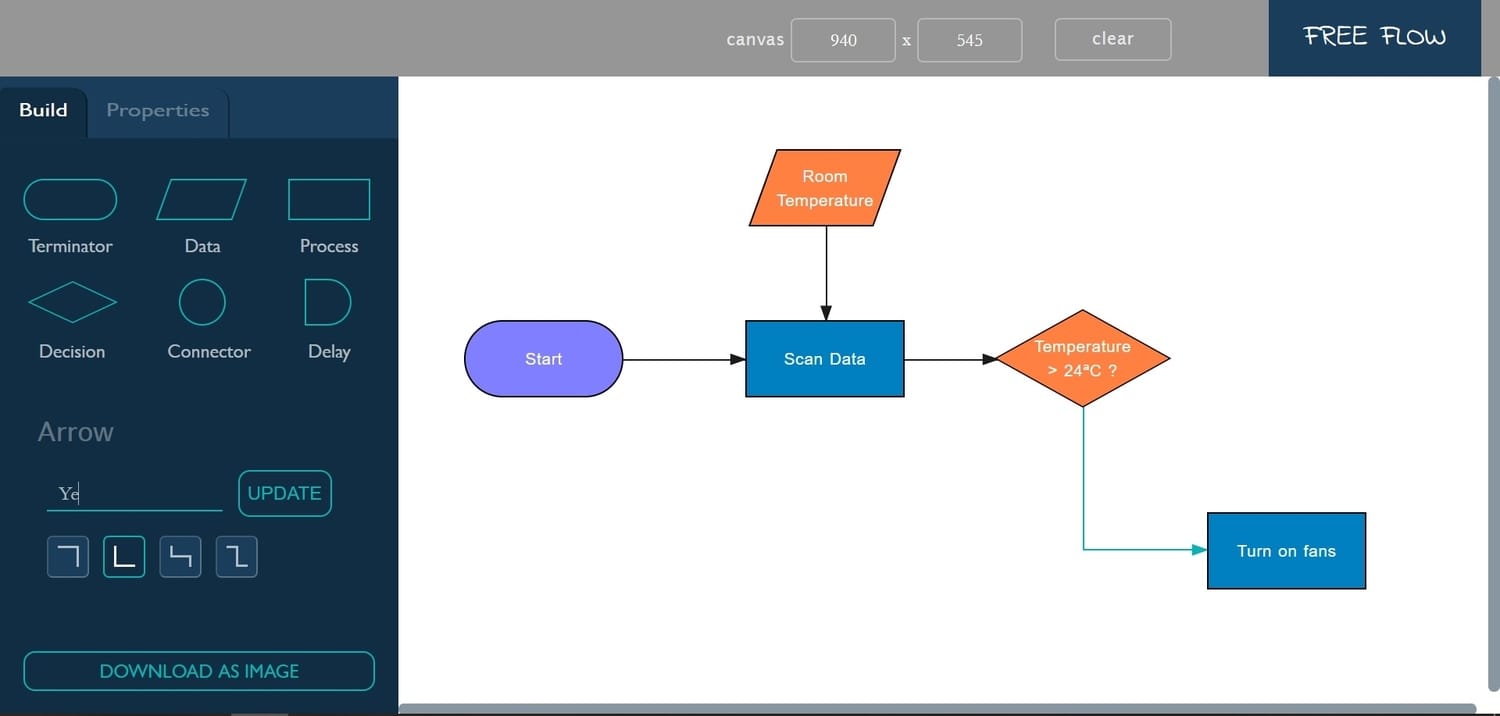 canvas 940 x 545 clear FREE FLOW
Build Properties
Terminator Data Process
Decision Connector Delay
Arrow
Ye UPDATE
DOWNLOAD AS IMAGE
Room
Temperature
Start
Scan Data
Temperature
> 24ªC ?
Turn on fans